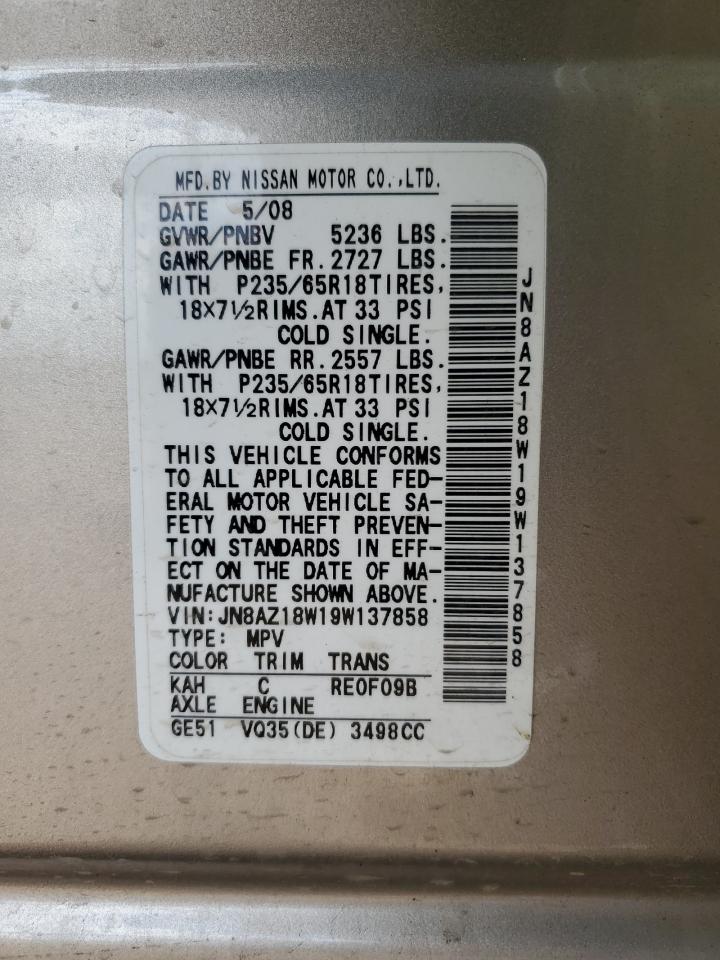 MFD.BY NISSAN MOTOR CO.,LTD.
DATE 5/08
GVWR/PNBV 5236 LBS.
GAWR/PNBE FR.2727 LBS.
WITH P235/65R18TIRES,
18×7½RIMS.AT 33 PSI
COLD SINGLE.
GAWR/PNBE RR.2557 LBS.
WITH P235/65R18TIRES,
18×7½RIMS.AT 33 PSI
COLD SINGLE.
THIS VEHICLE CONFORMS
TO ALL APPLICABLE FED-
ERAL MOTOR VEHICLE SA-
FETY AND THEFT PREVEN-
TION STANDARDS IN EFF-
ECT ON THE DATE OF MA-
NUFACTURE SHOWN ABOVE.
VIN:JN8AZ18W19W137858
TYPE: MPV
COLOR TRIM TRANS
KAH C RE0F09B
AXLE ENGINE
GE51 VQ35(DE) 3498CC
JN8AZ18W19W137858